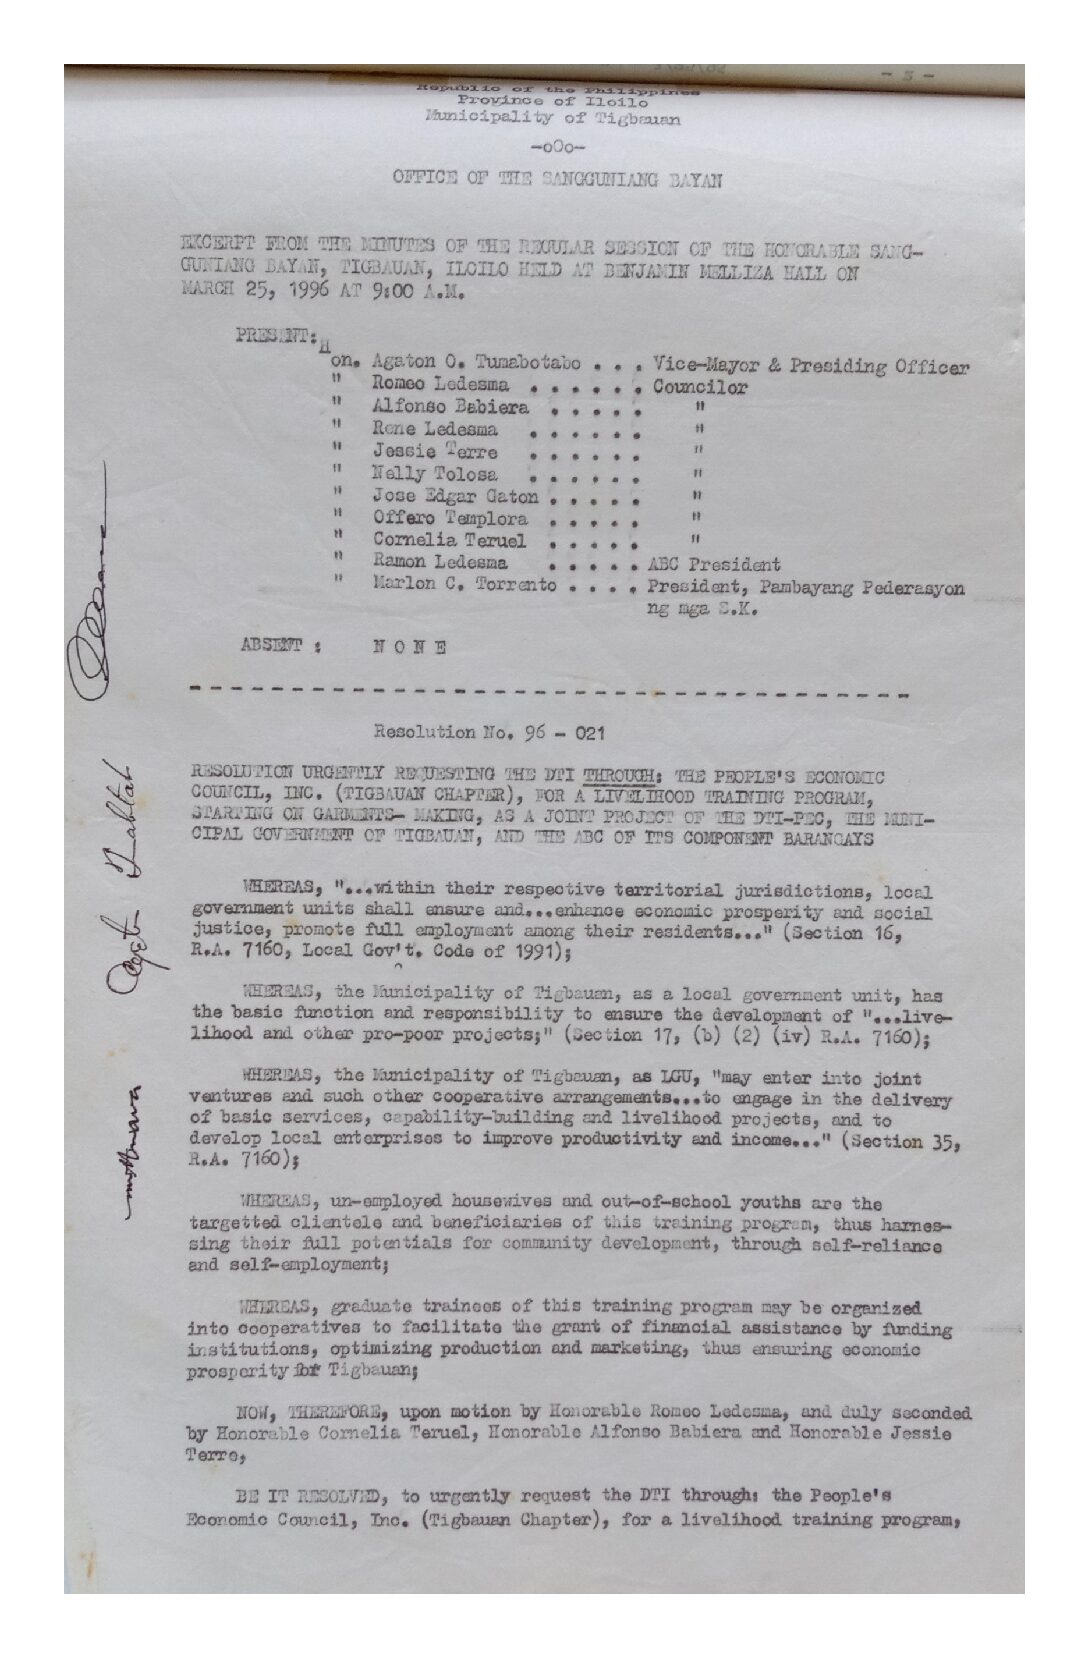 - 3 -
Republic of the Philippines
Province of Iloilo
Municipality of Tigbauan
-oOo-
OFFICE OF THE SANGGUNIANG BAYAN
EXCERPT FROM THE MINUTES OF THE REGULAR SESSION OF THE HONORABLE SANG-
GUNIANG BAYAN, TIGBAUAN, ILOILO HELD AT BENJAMIN MELLIZA HALL ON
MARCH 25, 1996 AT 9:00 A.M.
PRESENT:
Hon. Agaton O. Tumabotabo . . . Vice-Mayor & Presiding Officer
" Romeo Ledesma . . . . . . Councilor
" Alfonso Babiera . . . . . "
" Rene Ledesma . . . . . . "
" Jessie Terre . . . . . . "
" Nelly Tolosa . . . . . . "
" Jose Edgar Gaton . . . . . "
" Offero Templora . . . . . "
" Cornelia Teruel . . . . . "
" Ramon Ledesma . . . . . ABC President
" Marlon C. Torrento . . . . President, Pambayang Pederasyon
ng mga S.K.
ABSENT : N O N E
- - - - - - - - - - - - - - - - - - - - - - - - - - - - - - - - - - - -
Resolution No. 96 - 021
RESOLUTION URGENTLY REQUESTING THE DTI THROUGH: THE PEOPLE'S ECONOMIC
COUNCIL, INC. (TIGBAUAN CHAPTER), FOR A LIVELIHOOD TRAINING PROGRAM,
STARTING ON GARMENTS- MAKING, AS A JOINT PROJECT OF THE DTI-PEC, THE MUNI-
CIPAL GOVERNMENT OF TIGBAUAN, AND THE ABC OF ITS COMPONENT BARANGAYS
WHEREAS, "...within their respective territorial jurisdictions, local
government units shall ensure and...enhance economic prosperity and social
justice, promote full employment among their residents..." (Section 16,
R.A. 7160, Local Gov't. Code of 1991);
WHEREAS, the Municipality of Tigbauan, as a local government unit, has
the basic function and responsibility to ensure the development of "...live-
lihood and other pro-poor projects;" (Section 17, (b) (2) (iv) R.A. 7160);
WHEREAS, the Municipality of Tigbauan, as LGU, "may enter into joint
ventures and such other cooperative arrangements...to engage in the delivery
of basic services, capability-building and livelihood projects, and to
develop local enterprises to improve productivity and income..." (Section 35,
R.A. 7160);
WHEREAS, un-employed housewives and out-of-school youths are the
targetted clientele and beneficiaries of this training program, thus harnes-
sing their full potentials for community development, through self-reliance
and self-employment;
WHEREAS, graduate trainees of this training program may be organized
into cooperatives to facilitate the grant of financial assistance by funding
institutions, optimizing production and marketing, thus ensuring economic
prosperity for Tigbauan;
NOW, THEREFORE, upon motion by Honorable Romeo Ledesma, and duly seconded
by Honorable Cornelia Teruel, Honorable Alfonso Babiera and Honorable Jessie
Terre,
BE IT RESOLVED, to urgently request the DTI through: the People's
Economic Council, Inc. (Tigbauan Chapter), for a livelihood training program,